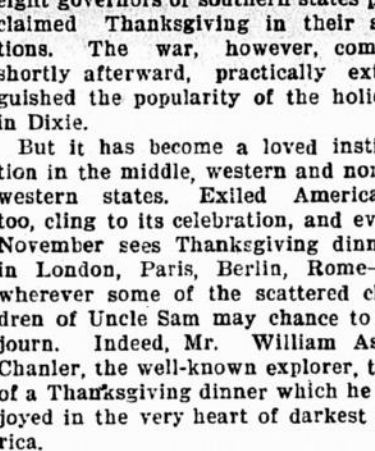 eight governors of southern states p
claimed Thanksgiving in their s
tions. The war, however, com
shortly afterward, practically ext
guished the popularity of the holi
in Dixie.
But it has become a loved insti
tion in the middle, western and nor
western states. Exiled America
too, cling to its celebration, and ev
November sees Thanksgiving dinn
in London, Paris, Berlin, Rome—
wherever some of the scattered c
dren of Uncle Sam may chance to
journ. Indeed, Mr. William As
Chanler, the well-known explorer, t
of a Thanksgiving dinner which he
joyed in the very heart of darkest
rica.